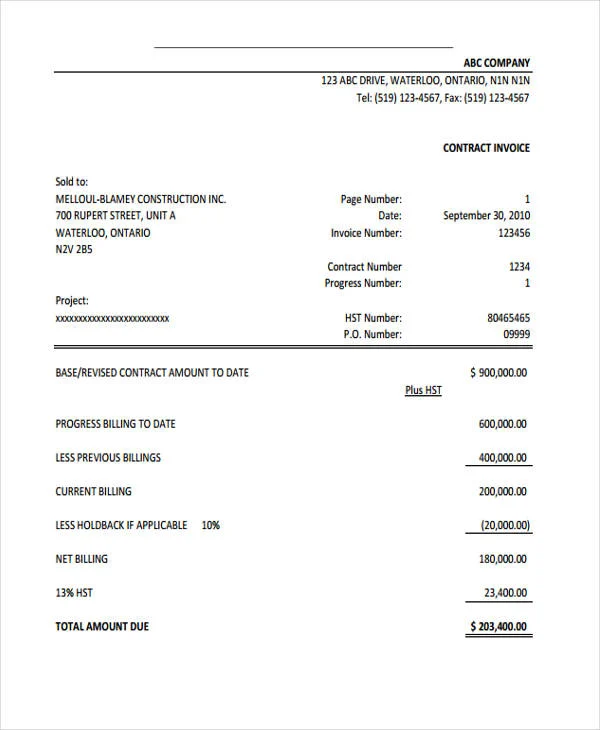 ABC COMPANY
123 ABC DRIVE, WATERLOO, ONTARIO, N1N N1N
Tel: (519) 123-4567, Fax: (519) 123-4567
CONTRACT INVOICE
Sold to:
MELLOUL-BLAMEY CONSTRUCTION INC. Page Number: 1
700 RUPERT STREET, UNIT A Date: September 30, 2010
WATERLOO, ONTARIO Invoice Number: 123456
N2V 2B5
Contract Number 1234
Progress Number: 1
Project:
xxxxxxxxxxxxxxxxxxxxxxxxx HST Number: 80465465
P.O. Number: 09999
BASE/REVISED CONTRACT AMOUNT TO DATE $ 900,000.00
Plus HST
PROGRESS BILLING TO DATE 600,000.00
LESS PREVIOUS BILLINGS 400,000.00
CURRENT BILLING 200,000.00
LESS HOLDBACK IF APPLICABLE 10% (20,000.00)
NET BILLING 180,000.00
13% HST 23,400.00
TOTAL AMOUNT DUE $ 203,400.00